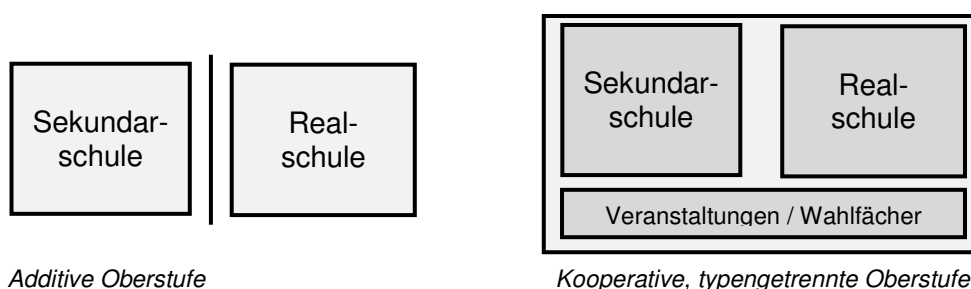 Sekundar-
schule
Real-
schule
Additive Oberstufe
Sekundar-
schule
Real-
schule
Veranstaltungen / Wahlfächer
Kooperative, typengetrennte Oberstufe